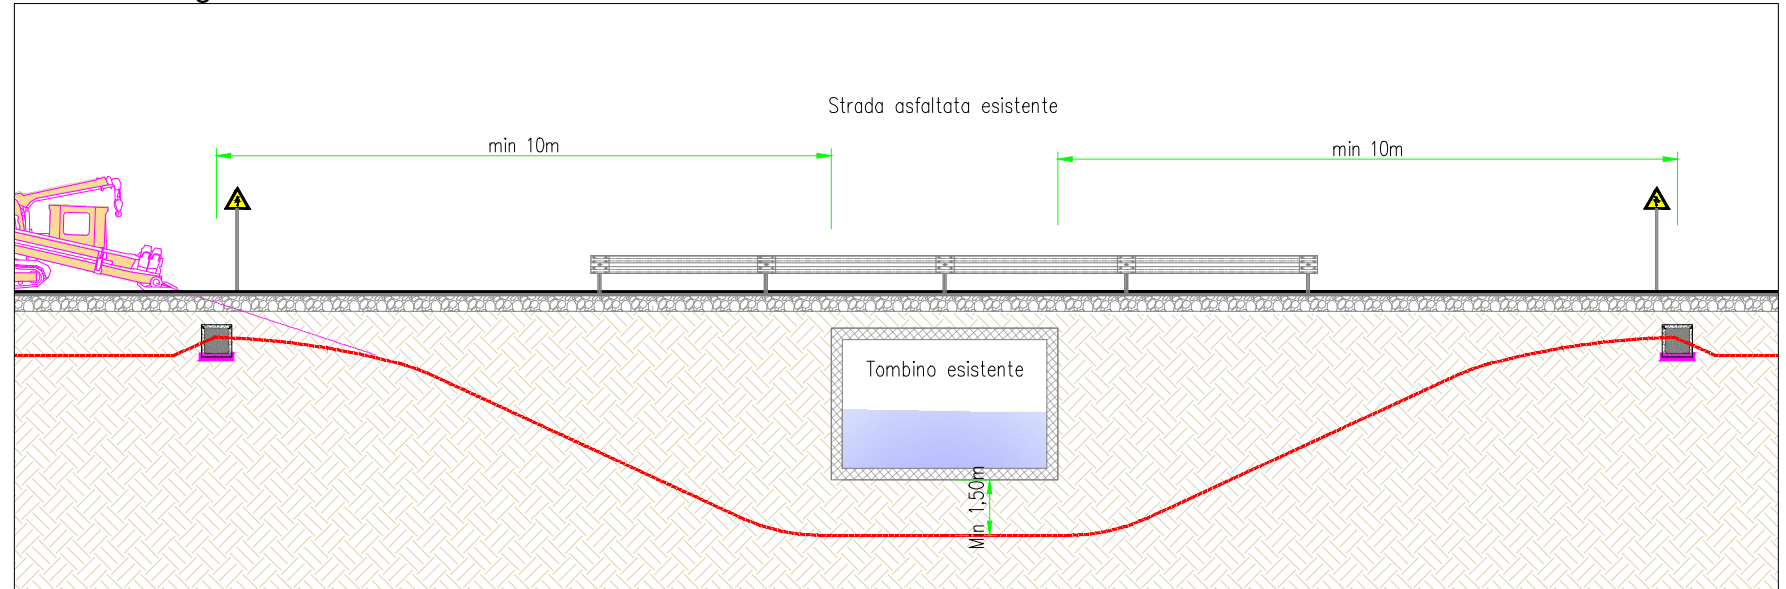 Strada asfaltata esistente
min 10m
min 10m
Tombino esistente
Min 1,50m